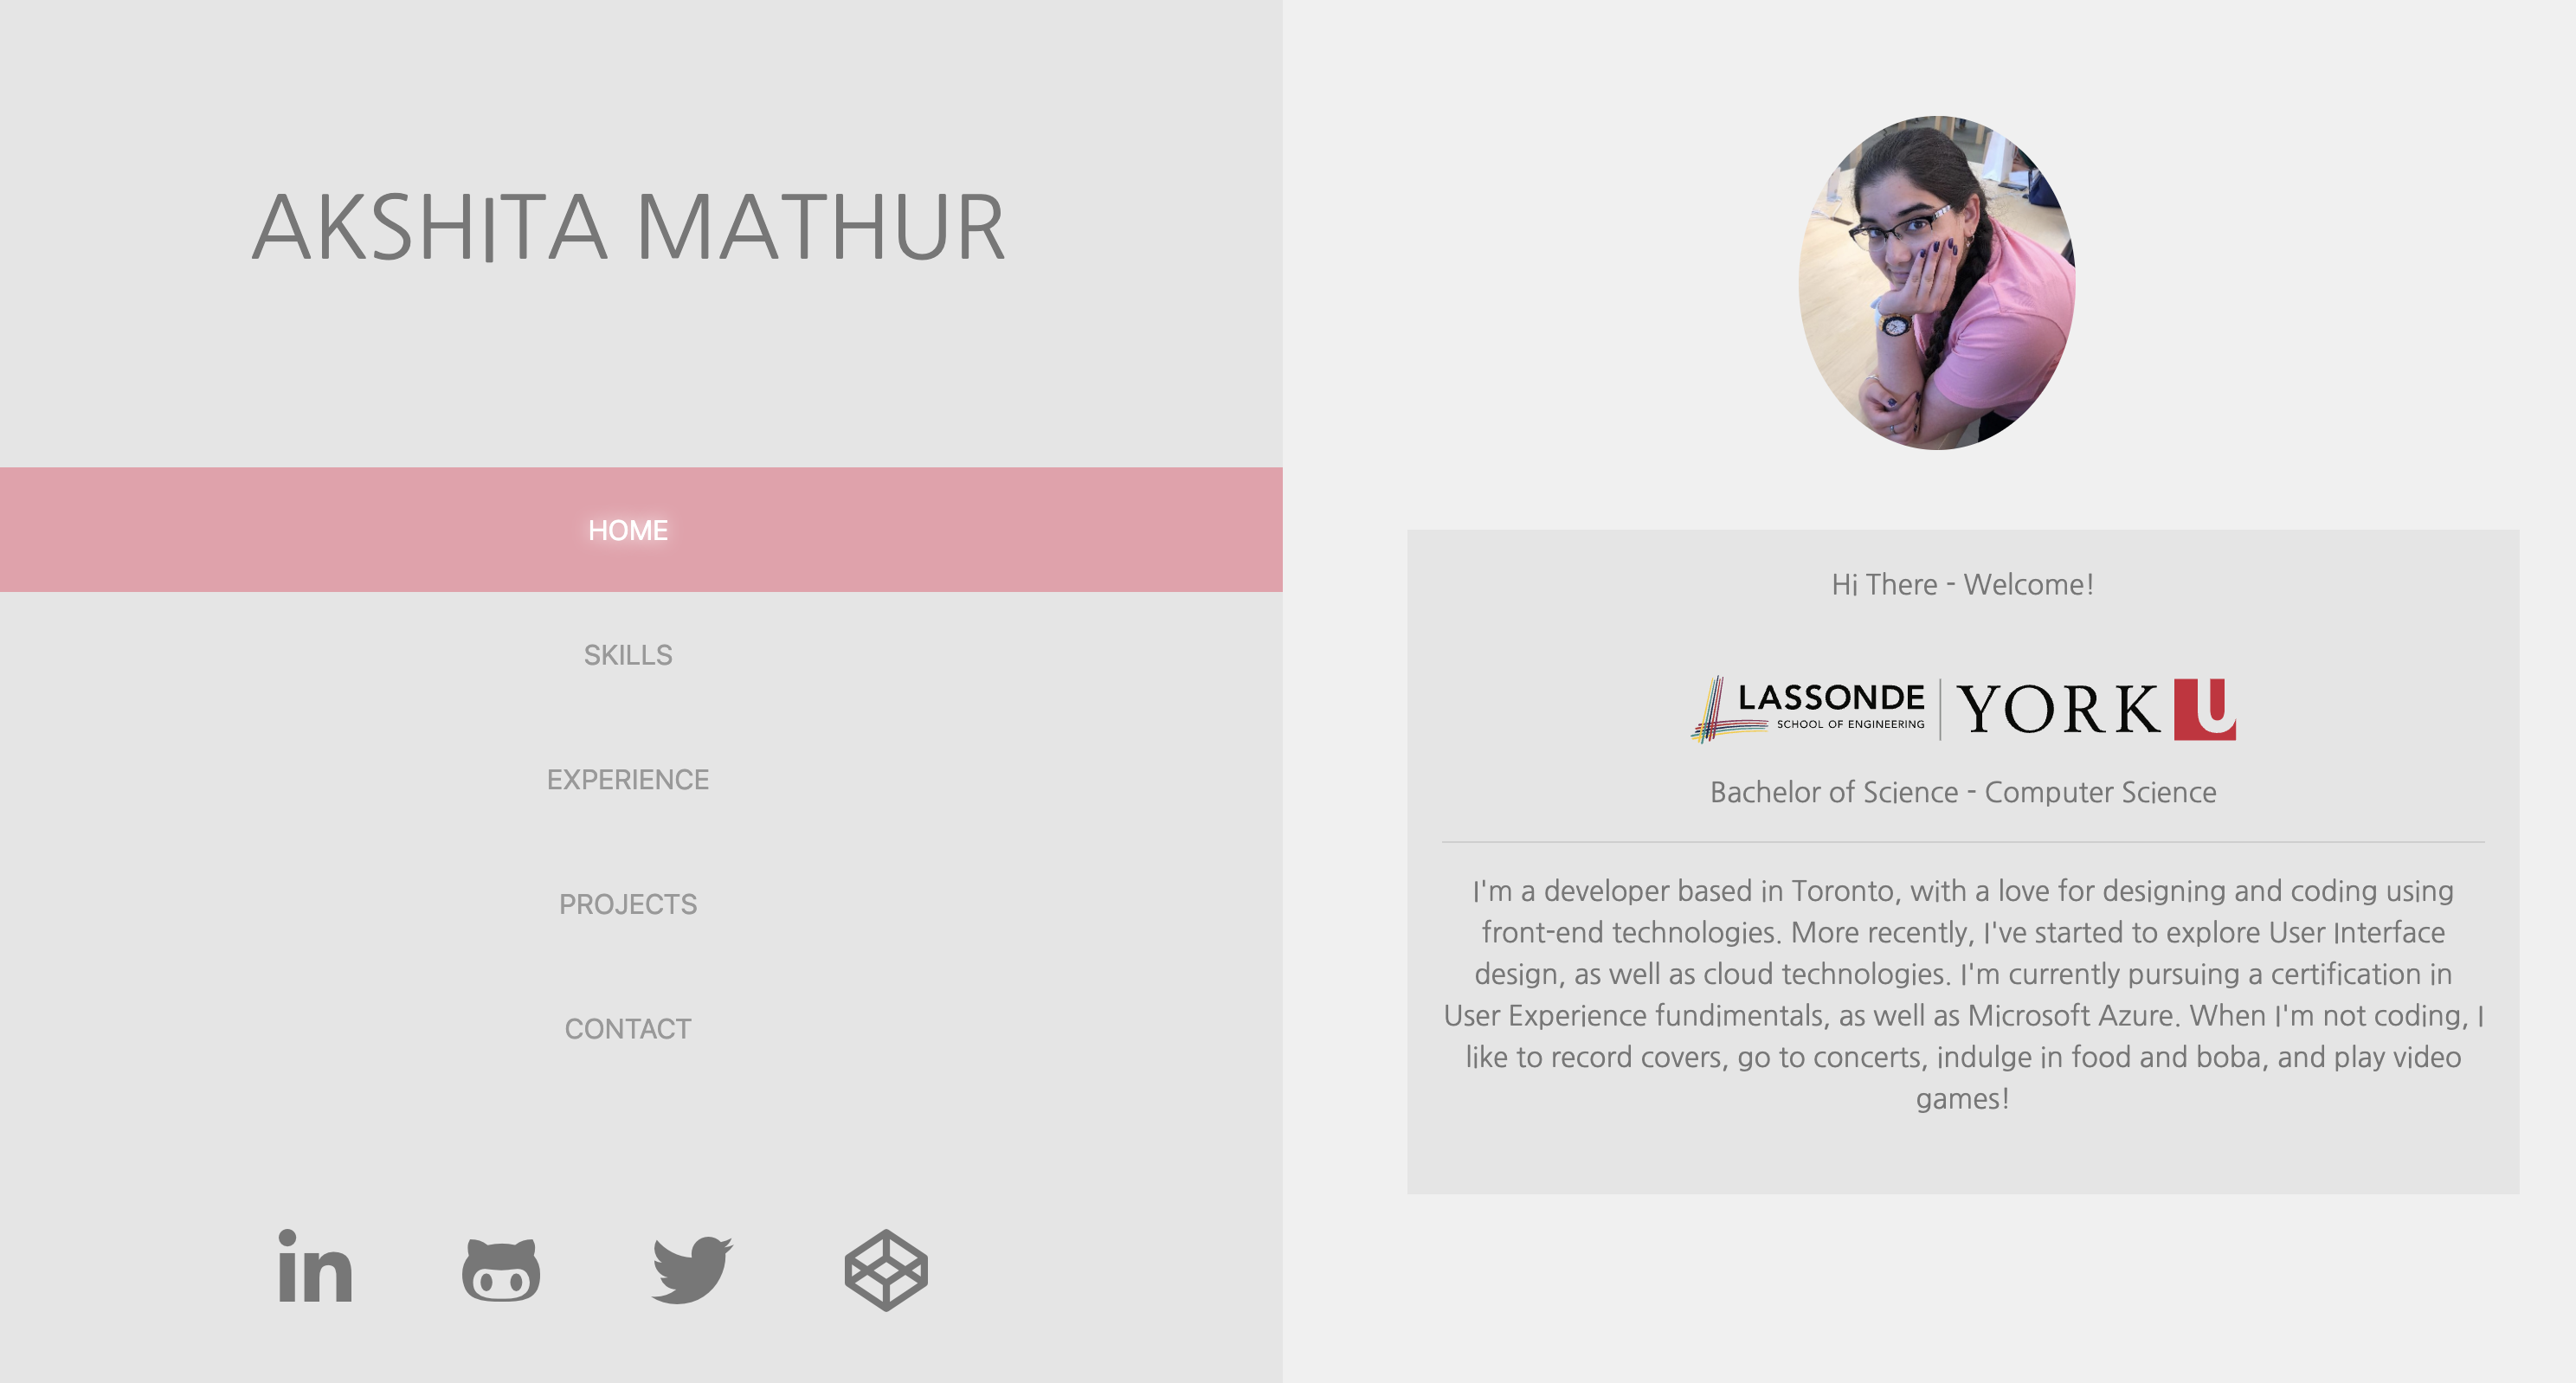 AKSHITA MATHUR
HOME
SKILLS
EXPERIENCE
PROJECTS
CONTACT
in
Hi There - Welcome!
LASSONDE
SCHOOL OF ENGINEERING
YORK U
Bachelor of Science - Computer Science
I'm a developer based in Toronto, with a love for designing and coding using
front-end technologies. More recently, I've started to explore User Interface
design, as well as cloud technologies. I'm currently pursuing a certification in
User Experience fundimentals, as well as Microsoft Azure. When I'm not coding, I
like to record covers, go to concerts, indulge in food and boba, and play video
games!